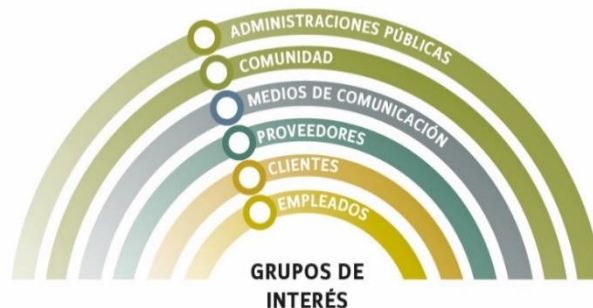 ADMINISTRACIONES PÚBLICAS
COMUNIDAD
MEDIOS DE COMUNICACIÓN
PROVEEDORES
CLIENTES
EMPLEADOS
GRUPOS DE
INTERÉS